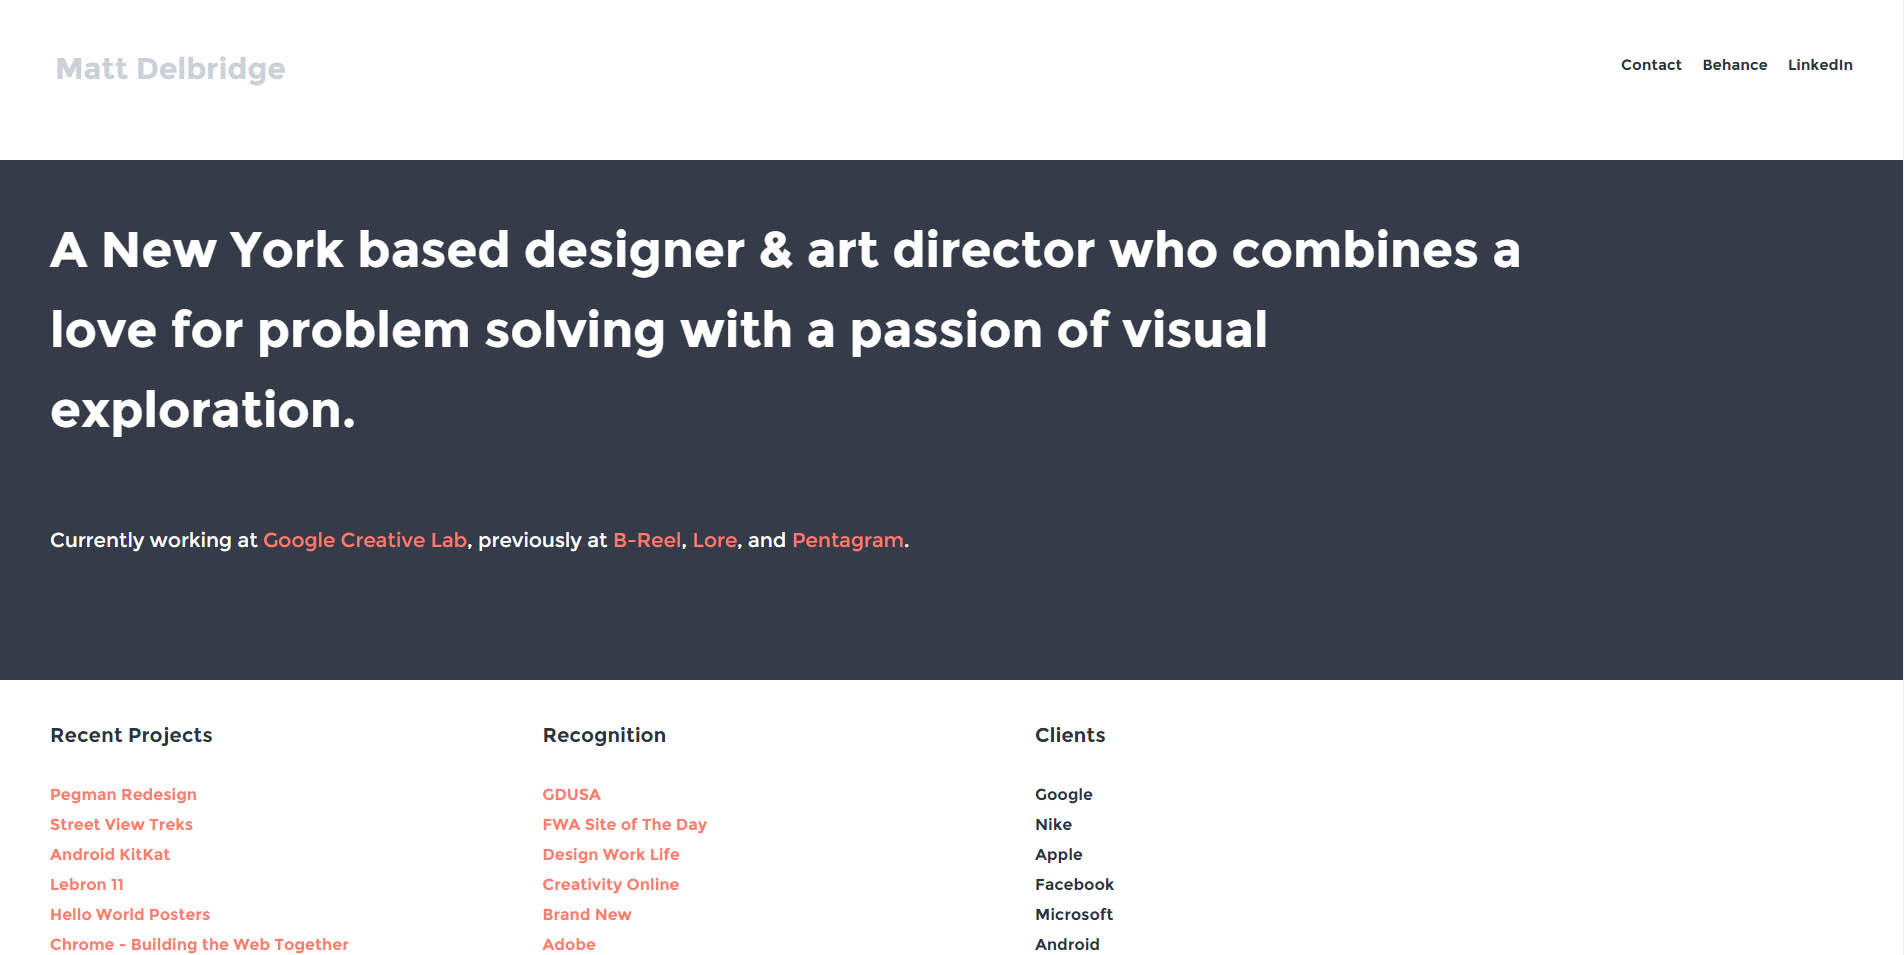 Matt Delbridge
Contact Behance LinkedIn
A New York based designer & art director who combines a
love for problem solving with a passion of visual
exploration.
Currently working at Google Creative Lab, previously at B-Reel, Lore, and Pentagram.
Recent Projects
Pegman Redesign
Street View Treks
Android KitKat
Lebron 11
Hello World Posters
Chrome - Building the Web Together
Recognition
GDUSA
FWA Site of The Day
Design Work Life
Creativity Online
Brand New
Adobe
Clients
Google
Nike
Apple
Facebook
Microsoft
Android